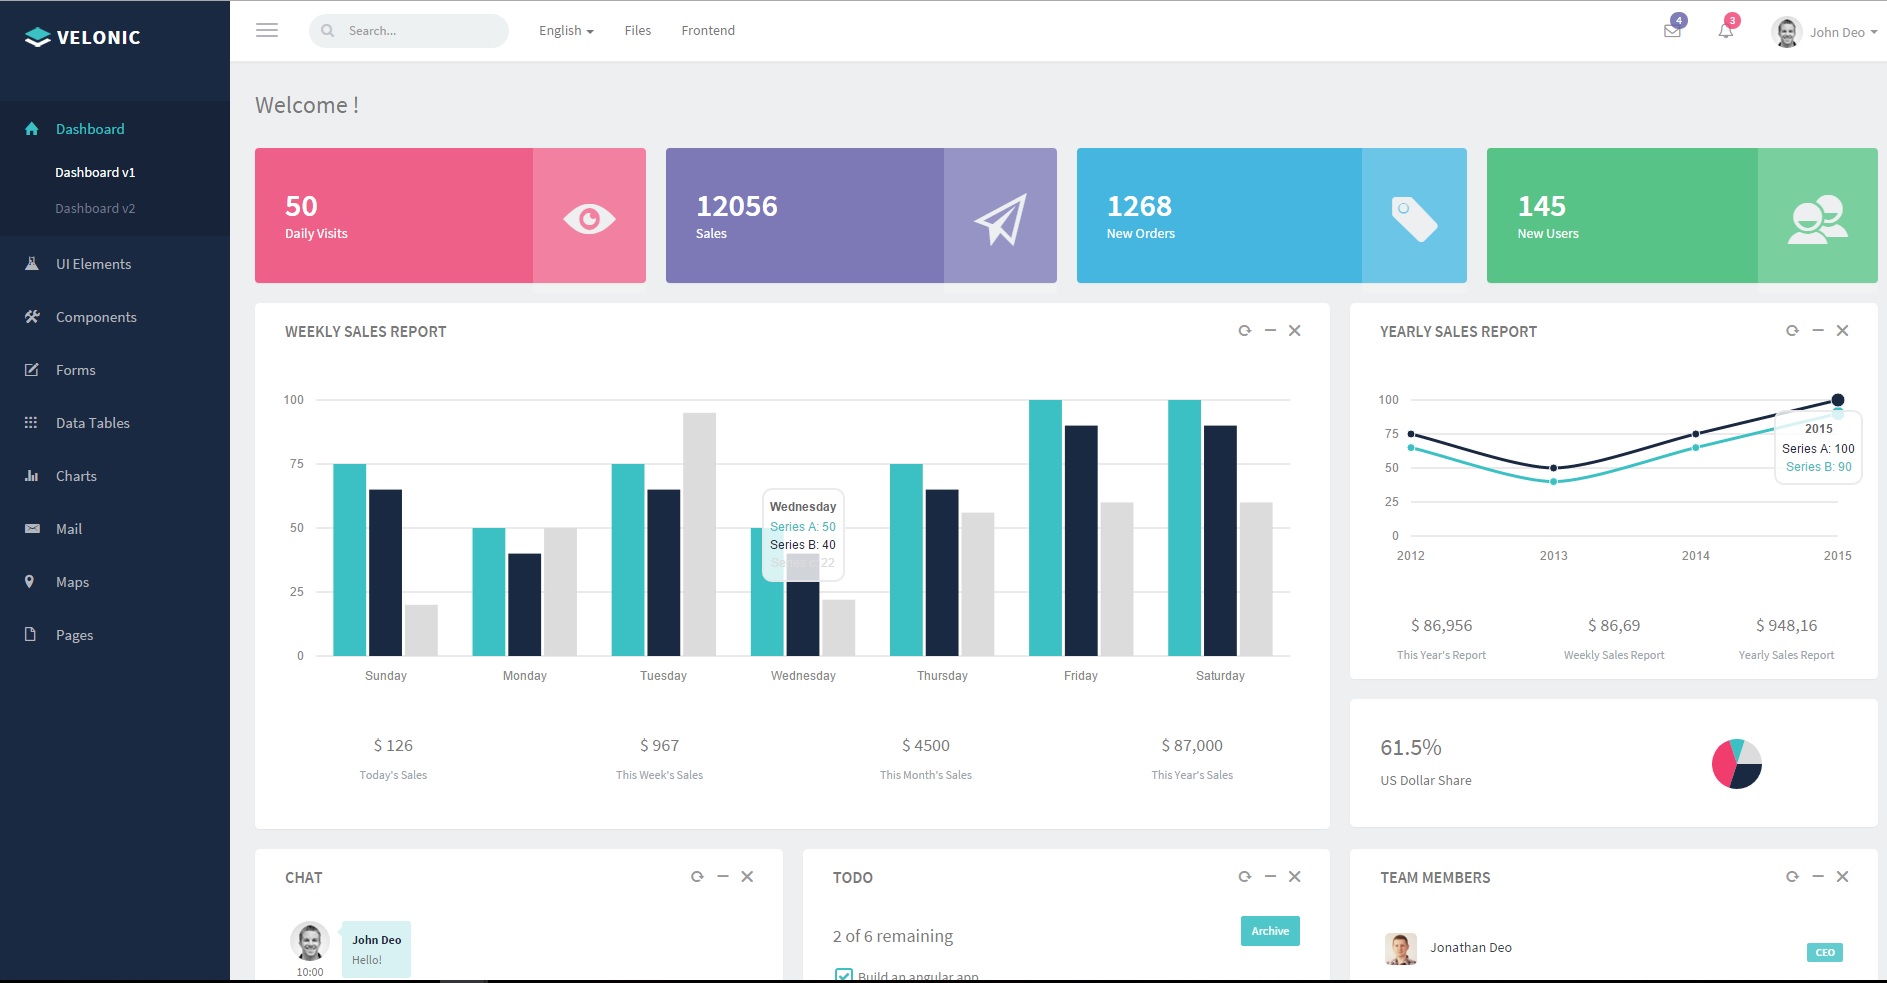 VELONIC
Search...
English
Files
Frontend
4
3
John Deo
Dashboard
Dashboard v1
Dashboard v2
UI Elements
Components
Forms
Data Tables
Charts
Mail
Maps
Pages
Welcome !
50
Daily Visits
12056
Sales
1268
New Orders
145
New Users
WEEKLY SALES REPORT
100
75
50
25
0
Wednesday
Series A: 50
Series B: 40
22
Sunday
Monday
Tuesday
Wednesday
Thursday
Friday
Saturday
$ 126
Today's Sales
$ 967
This Week's Sales
$ 4500
This Month's Sales
$ 87,000
This Year's Sales
YEARLY SALES REPORT
100
75
50
25
0
2015
Series A: 100
Series B: 90
2012
2013
2014
2015
$ 86,956
This Year's Report
$ 86,69
Weekly Sales Report
$ 948,16
Yearly Sales Report
61.5%
US Dollar Share
CHAT
John Deo
Hello!
10:00
TODO
2 of 6 remaining
Archive
Build an angular app
TEAM MEMBERS
Jonathan Deo
CEO